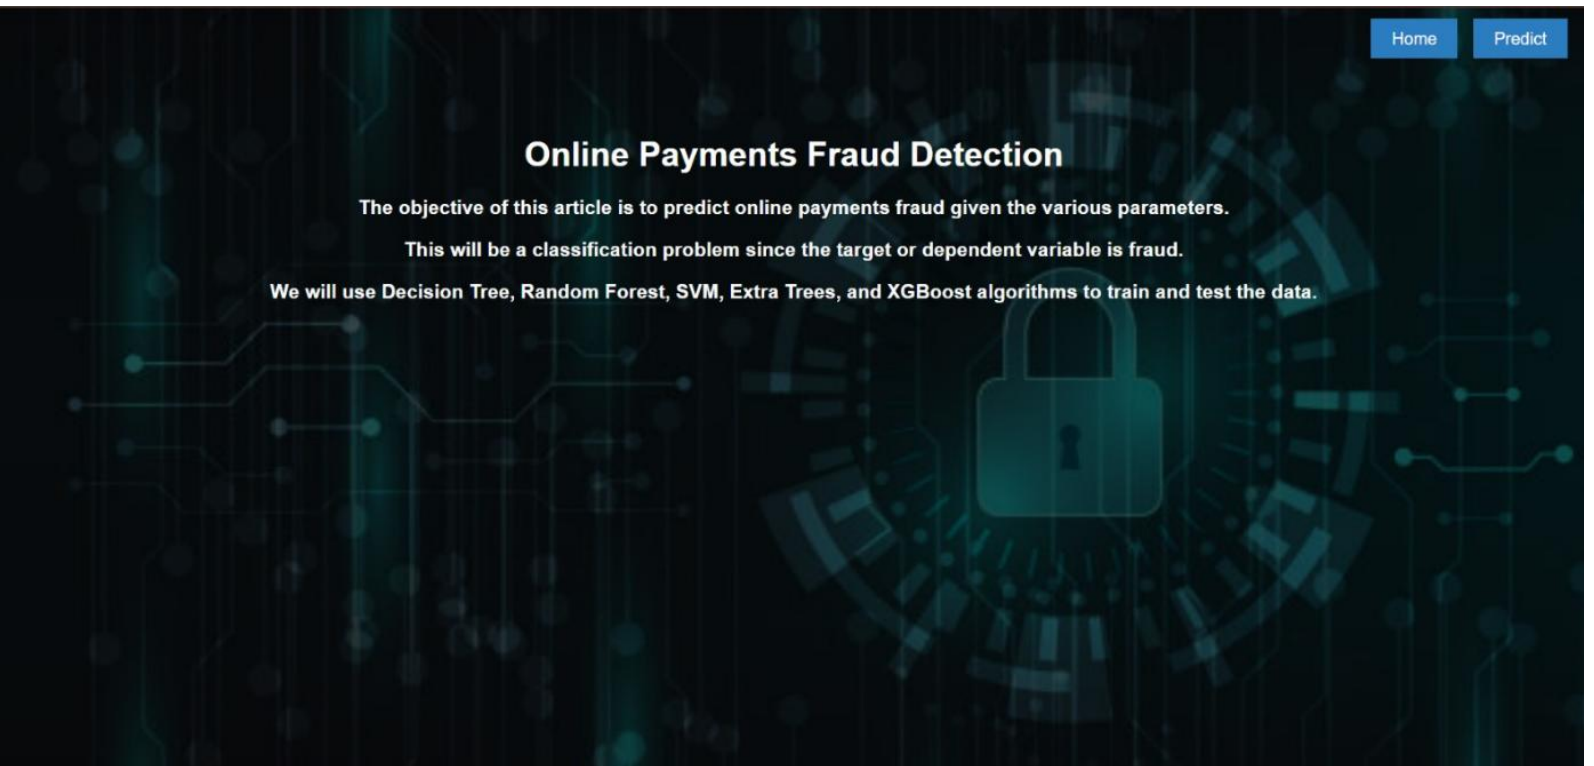 Home Predict
Online Payments Fraud Detection
The objective of this article is to predict online payments fraud given the various parameters.
This will be a classification problem since the target or dependent variable is fraud.
We will use Decision Tree, Random Forest, SVM, Extra Trees, and XGBoost algorithms to train and test the data.